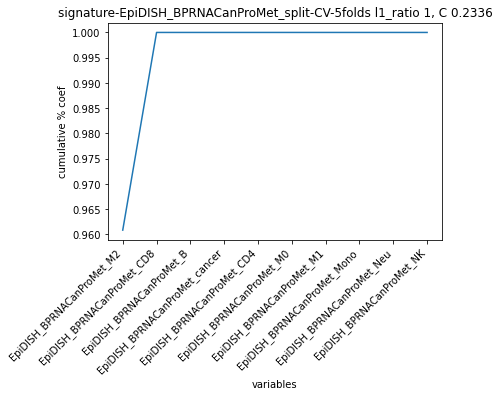 signature-EpiDISH_BPRNACanProMet_split-CV-5folds l1_ratio 1, C 0.2336
cumulative % coef
1.000
0.995
0.990
0.985
0.980
0.975
0.970
0.965
0.960
EpiDISH_BPRNACanProMet_M2
EpiDISH_BPRNACanProMet_CD8
EpiDISH_BPRNACanProMet_B
EpiDISH_BPRNACanProMet_cancer
EpiDISH_BPRNACanProMet_CD4
EpiDISH_BPRNACanProMet_M0
EpiDISH_BPRNACanProMet_M1
EpiDISH_BPRNACanProMet_Mono
EpiDISH_BPRNACanProMet_Neu
EpiDISH_BPRNACanProMet_NK
variables